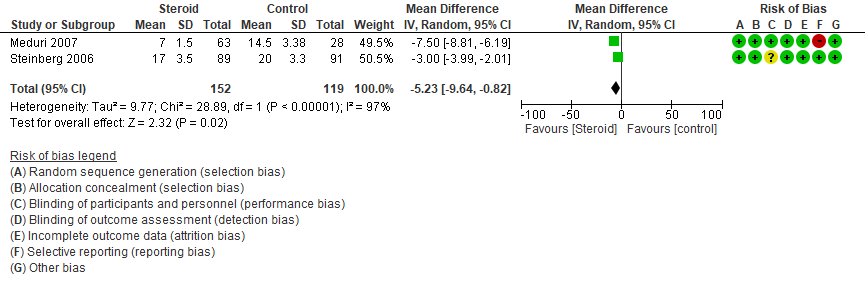 Steroid Control Mean Difference Mean Difference Risk of Bias
Study or Subgroup Mean SD Total Mean SD Total Weight IV, Random, 95% CI IV, Random, 95% CI A B C D E F G
Meduri 2007 7 1.5 63 14.5 3.38 28 49.5% -7.50 [-8.81, -6.19] + + + + + - +
Steinberg 2006 17 3.5 89 20 3.3 91 50.5% -3.00 [-3.99, -2.01] + + ? + + + +
Total (95% CI) 152 119 100.0% -5.23 [-9.64, -0.82]
Heterogeneity: Tau² = 9.77; Chi² = 28.89, df = 1 (P < 0.00001); I² = 97%
Test for overall effect: Z = 2.32 (P = 0.02)
-100 -50 0 50 100
Favours [Steroid] Favours [control]
Risk of bias legend
(A) Random sequence generation (selection bias)
(B) Allocation concealment (selection bias)
(C) Blinding of participants and personnel (performance bias)
(D) Blinding of outcome assessment (detection bias)
(E) Incomplete outcome data (attrition bias)
(F) Selective reporting (reporting bias)
(G) Other bias